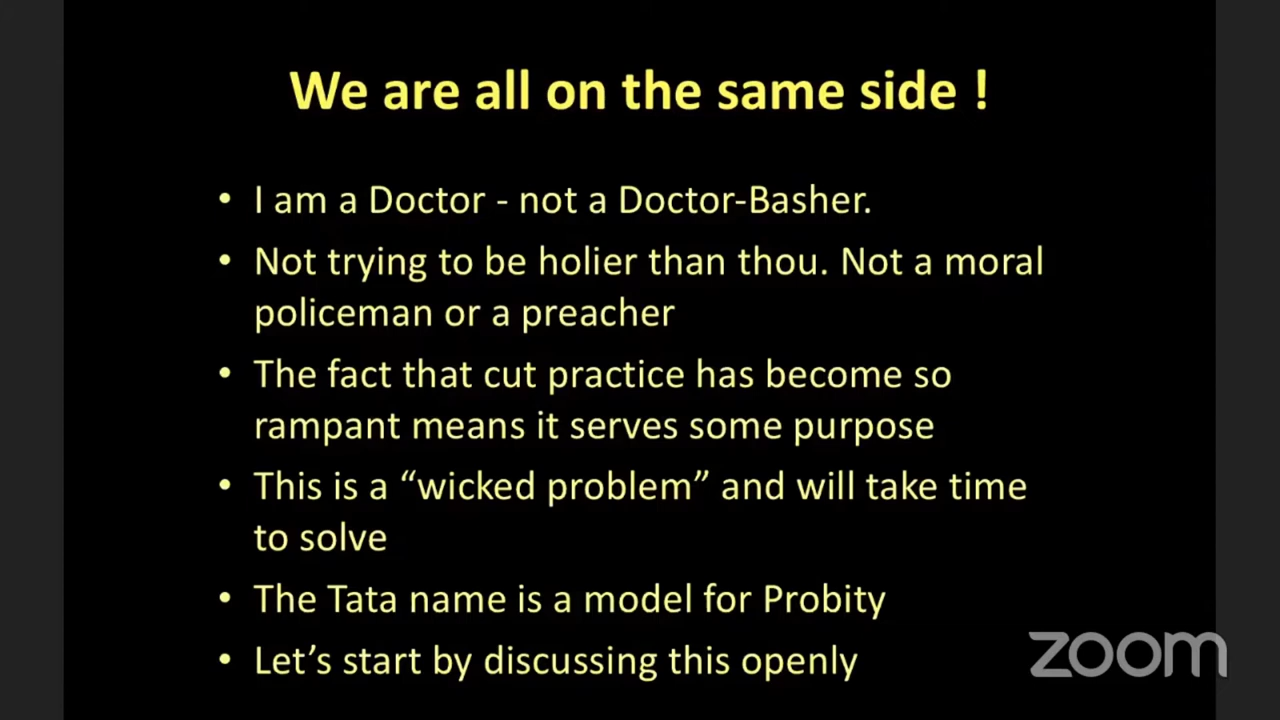 We are all on the same side !
• I am a Doctor - not a Doctor-Basher.
• Not trying to be holier than thou. Not a moral
policeman or a preacher
• The fact that cut practice has become so
rampant means it serves some purpose
• This is a “wicked problem” and will take time
to solve
• The Tata name is a model for Probity
• Let’s start by discussing this openly
zoom